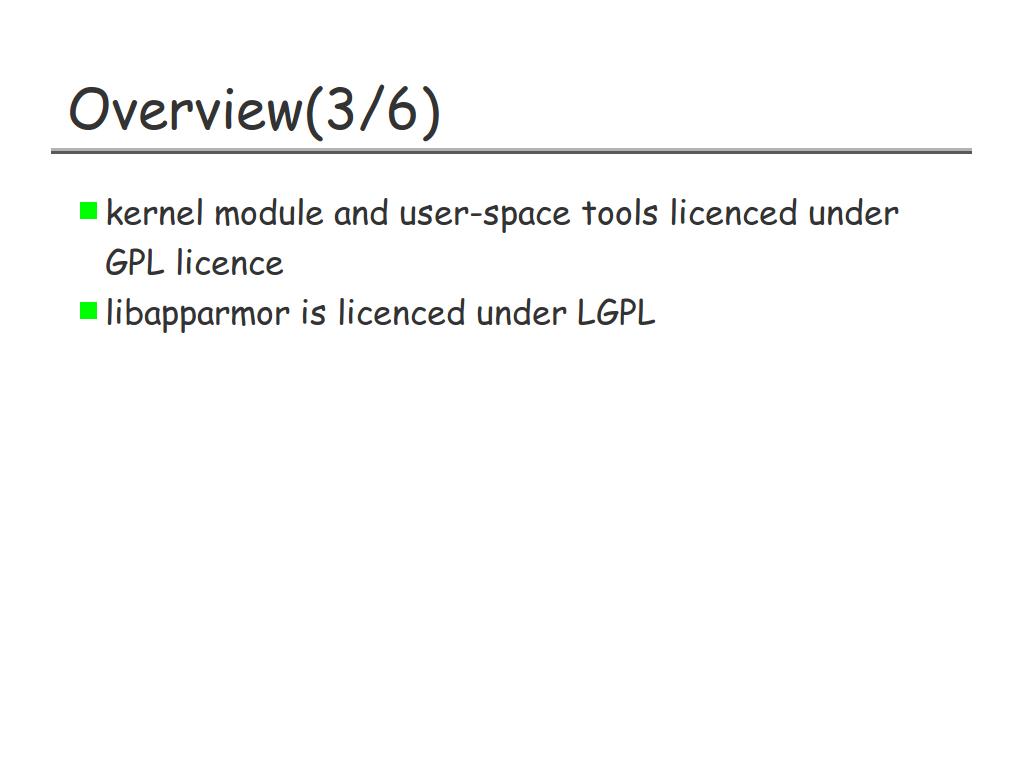 Overview(3/6)
kernel module and user-space tools licenced under
GPL licence
libapparmor is licenced under LGPL